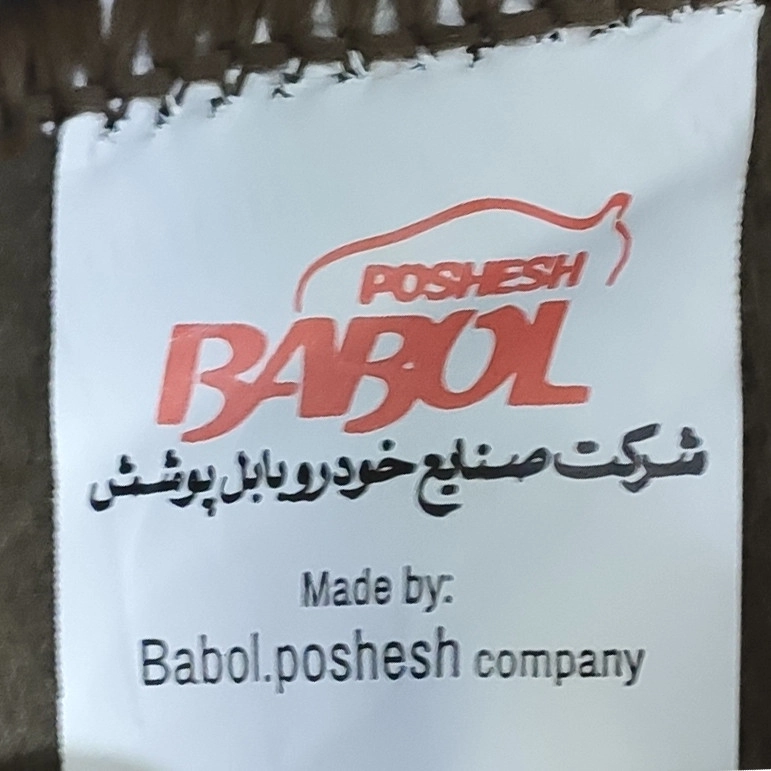 POSHESH
BABOL
شرکت صنایع خودرو بابل پوشش
Made by:
Babol.poshesh company